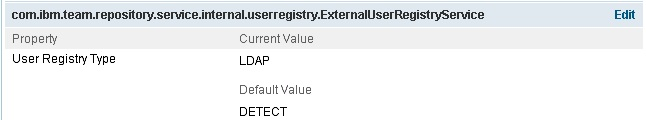 com.ibm.team.repository.service.internal.userregistry.ExternalUserRegistryService Edit
Property Current Value
User Registry Type LDAP
Default Value
DETECT